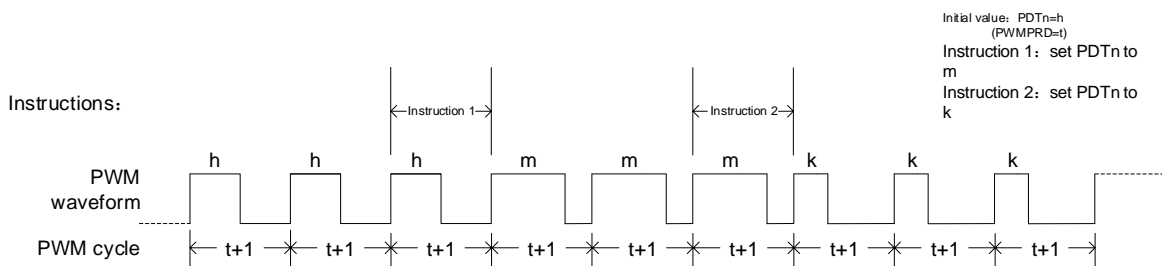 Initial value：PDTn=h
(PWMPRD=t)
Instruction 1：set PDTn to
m
Instruction 2：set PDTn to
k
Instructions：
Instruction 1
Instruction 2
h h h m m m k k k
PWM
waveform
PWM cycle
t+1 t+1 t+1 t+1 t+1 t+1 t+1 t+1 t+1